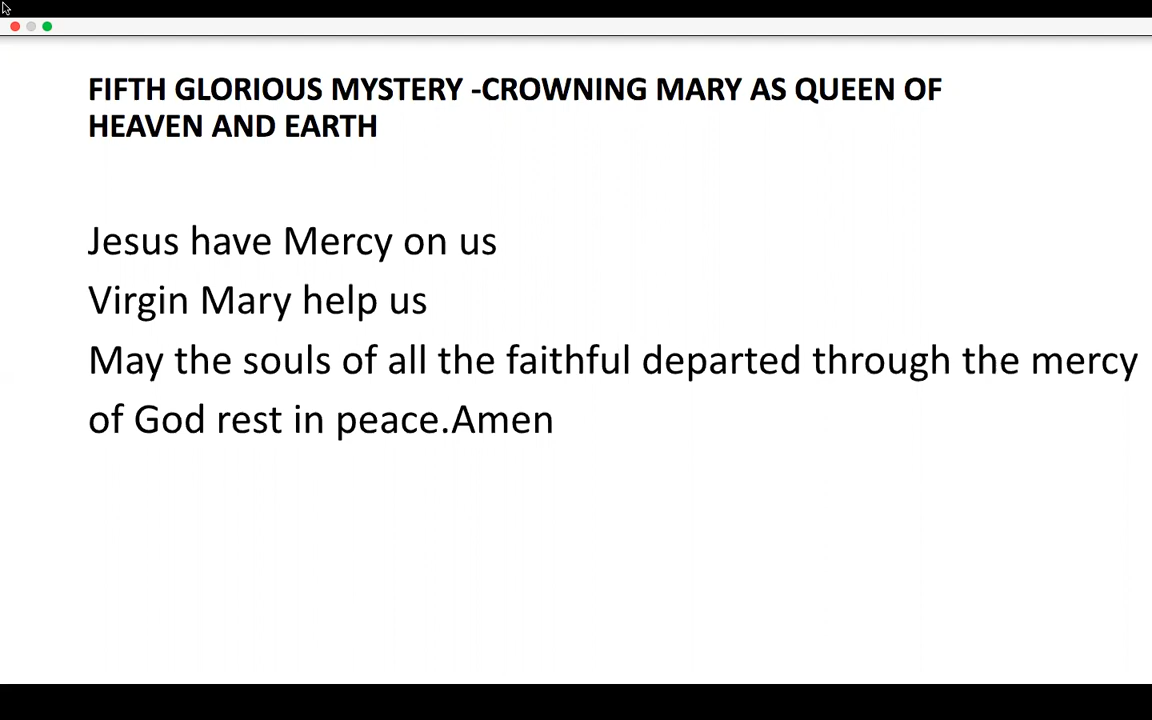 FIFTH GLORIOUS MYSTERY -CROWNING MARY AS QUEEN OF
HEAVEN AND EARTH
Jesus have Mercy on us
Virgin Mary help us
May the souls of all the faithful departed through the mercy
of God rest in peace.Amen